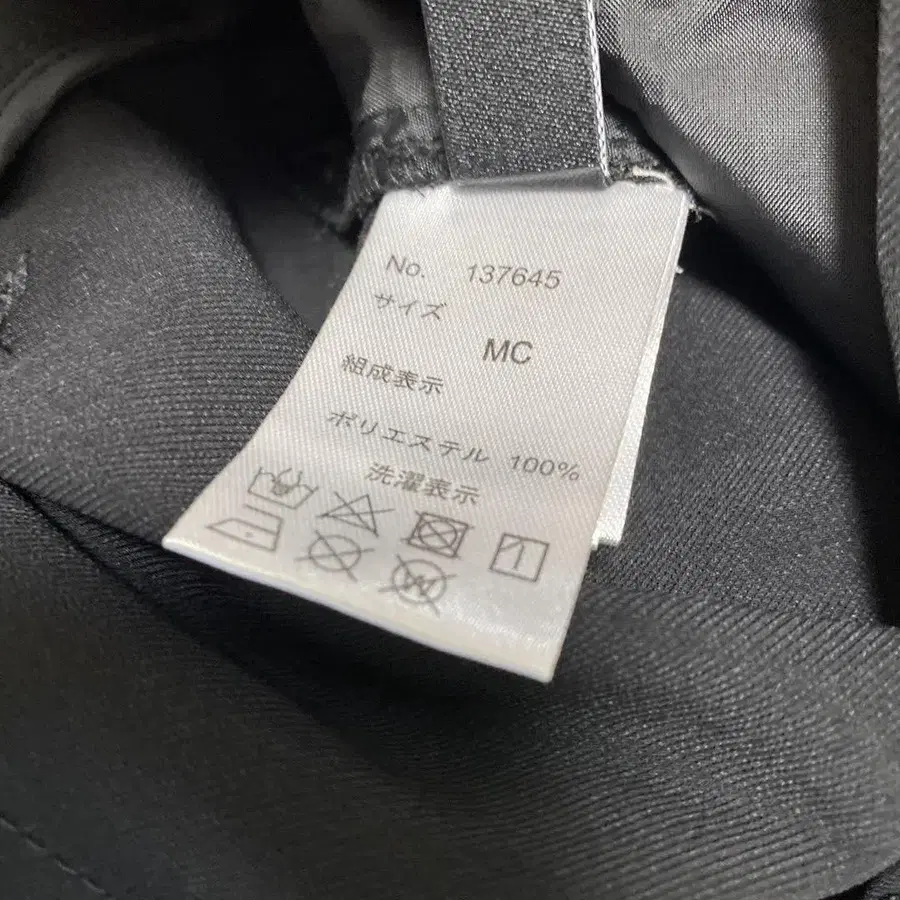 No. 137645
サイズ
MC
組成表示
ポリエステル 100%
洗濯表示